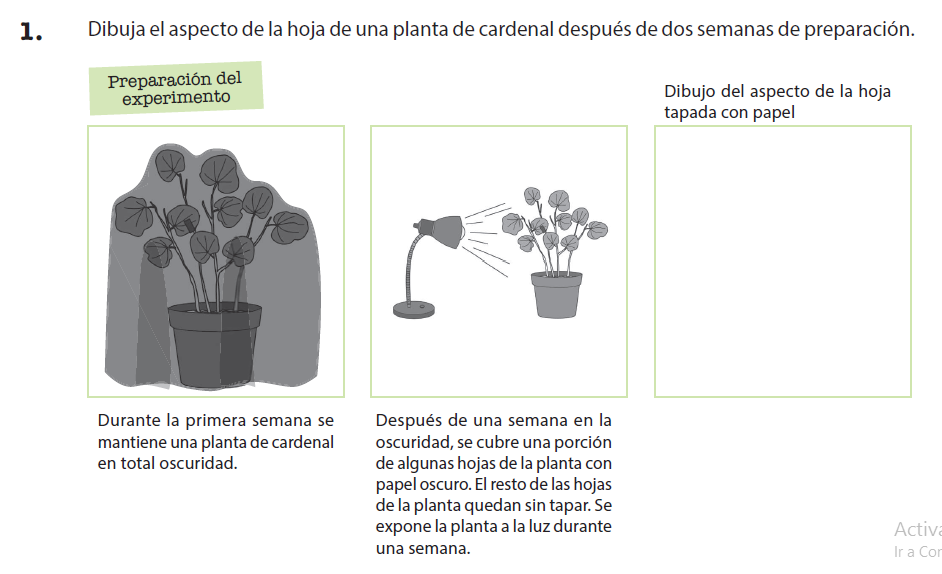 1.
Dibuja el aspecto de la hoja de una planta de cardenal después de dos semanas de preparación.
Preparación del
experimento
Dibujo del aspecto de la hoja
tapada con papel
Durante la primera semana se
mantiene una planta de cardenal
en total oscuridad.
Después de una semana en la
oscuridad, se cubre una porción
de algunas hojas de la planta con
papel oscuro. El resto de las hojas
de la planta quedan sin tapar. Se
expone la planta a la luz durante
una semana.
Activa
Ir a Con